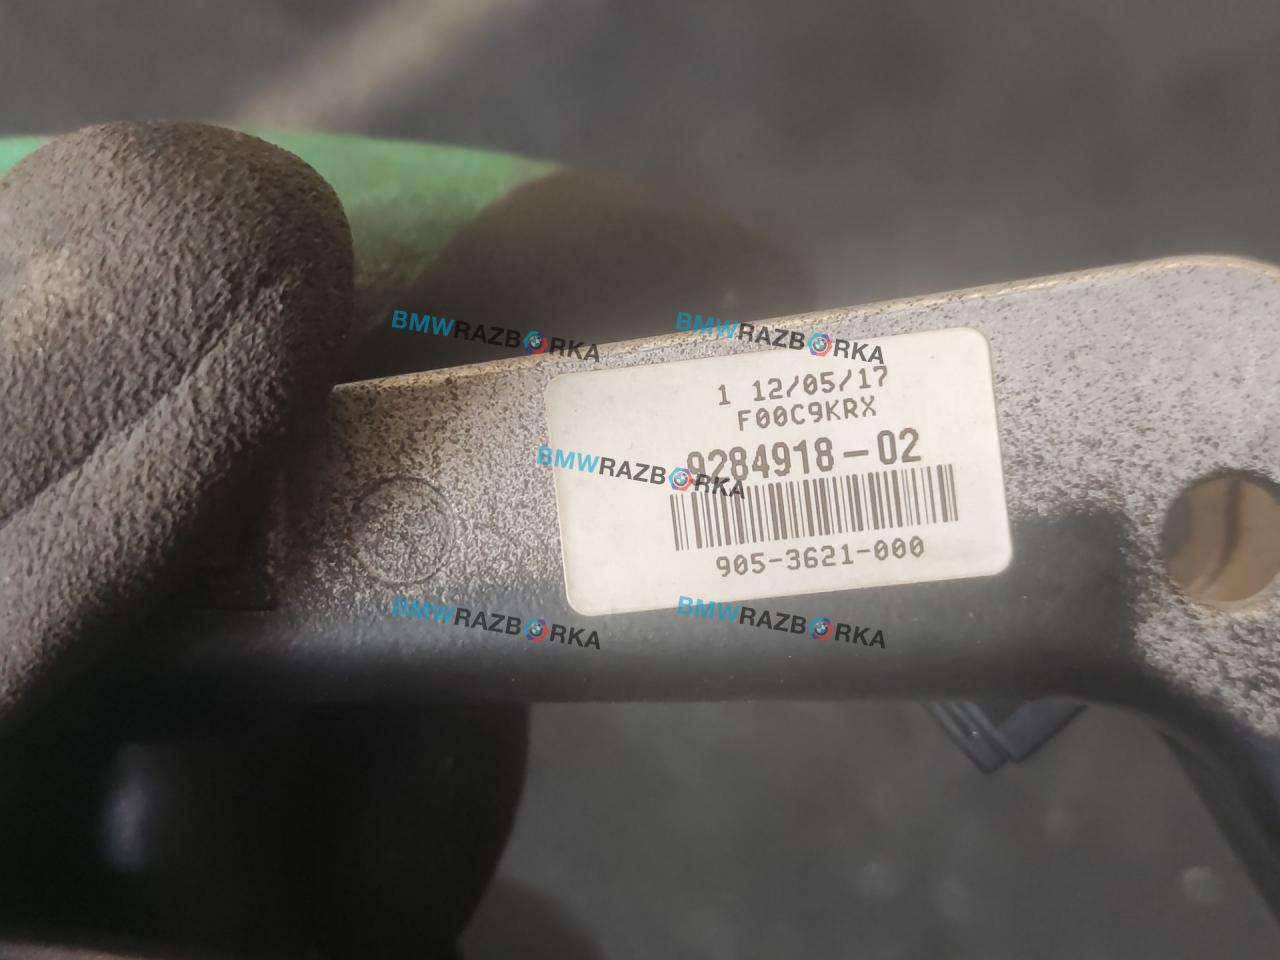 BMWRAZBORKA
BMWRAZBORKA
1 12/05/17
F00C9KRX
9284918-02
BMWRAZBORKA
905-3621-000
BMWRAZBORKA
BMWRAZBORKA